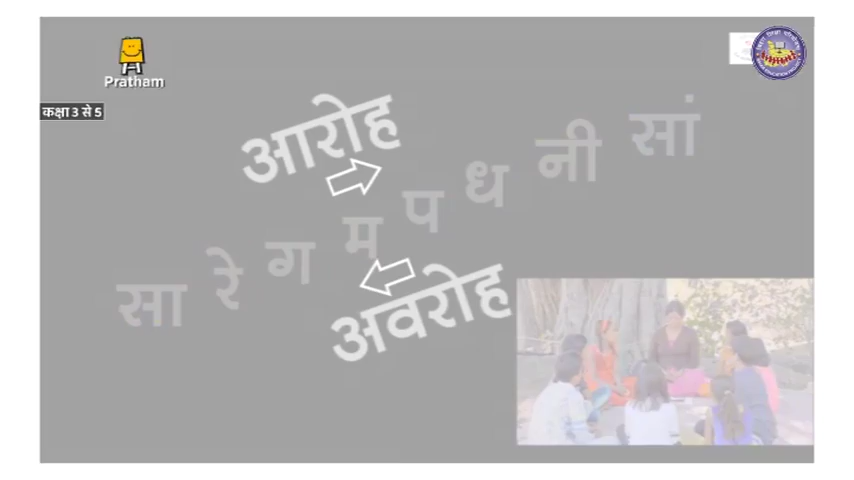 Pratham
कक्षा 3 से 5
आरोह
सा रे ग म प ध नी सां
अवरोह